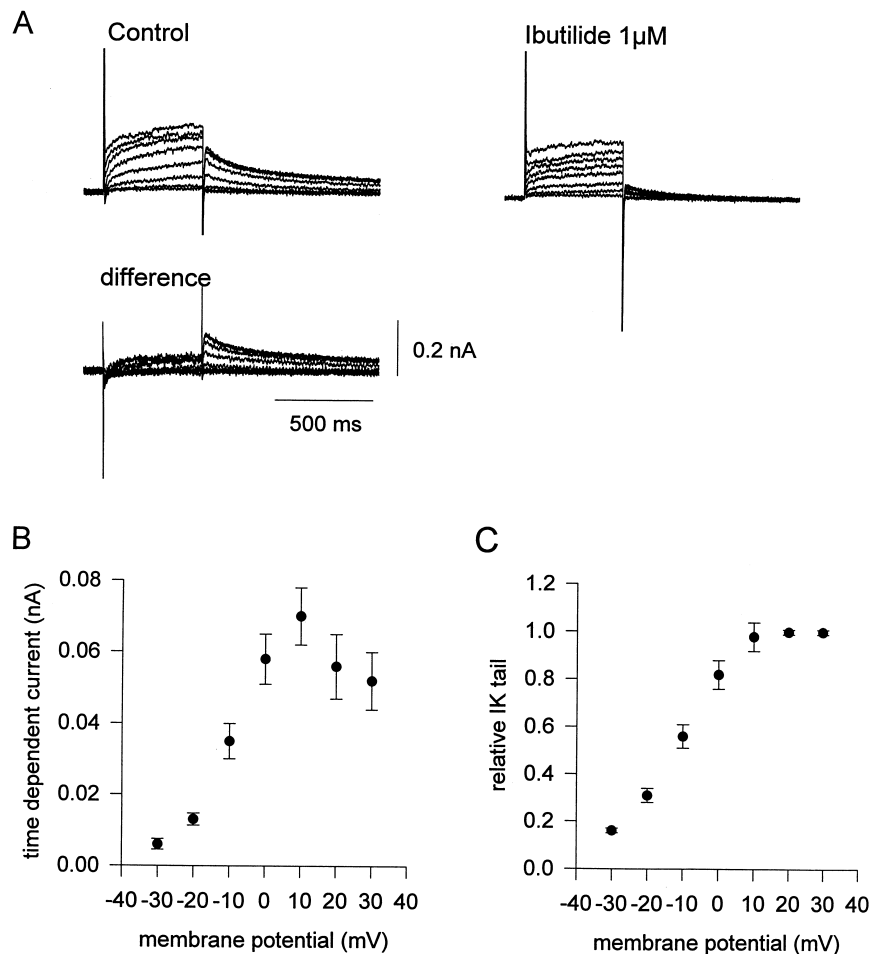 A
Control
Ibutilide 1µM
difference
0.2 nA
500 ms
B
time dependent current (nA)
0.08
0.06
0.04
0.02
0.00
-40 -30 -20 -10 0 10 20 30 40
membrane potential (mV)
C
relative IK tail
1.2
1.0
0.8
0.6
0.4
0.2
0.0
-40 -30 -20 -10 0 10 20 30 40
membrane potential (mV)